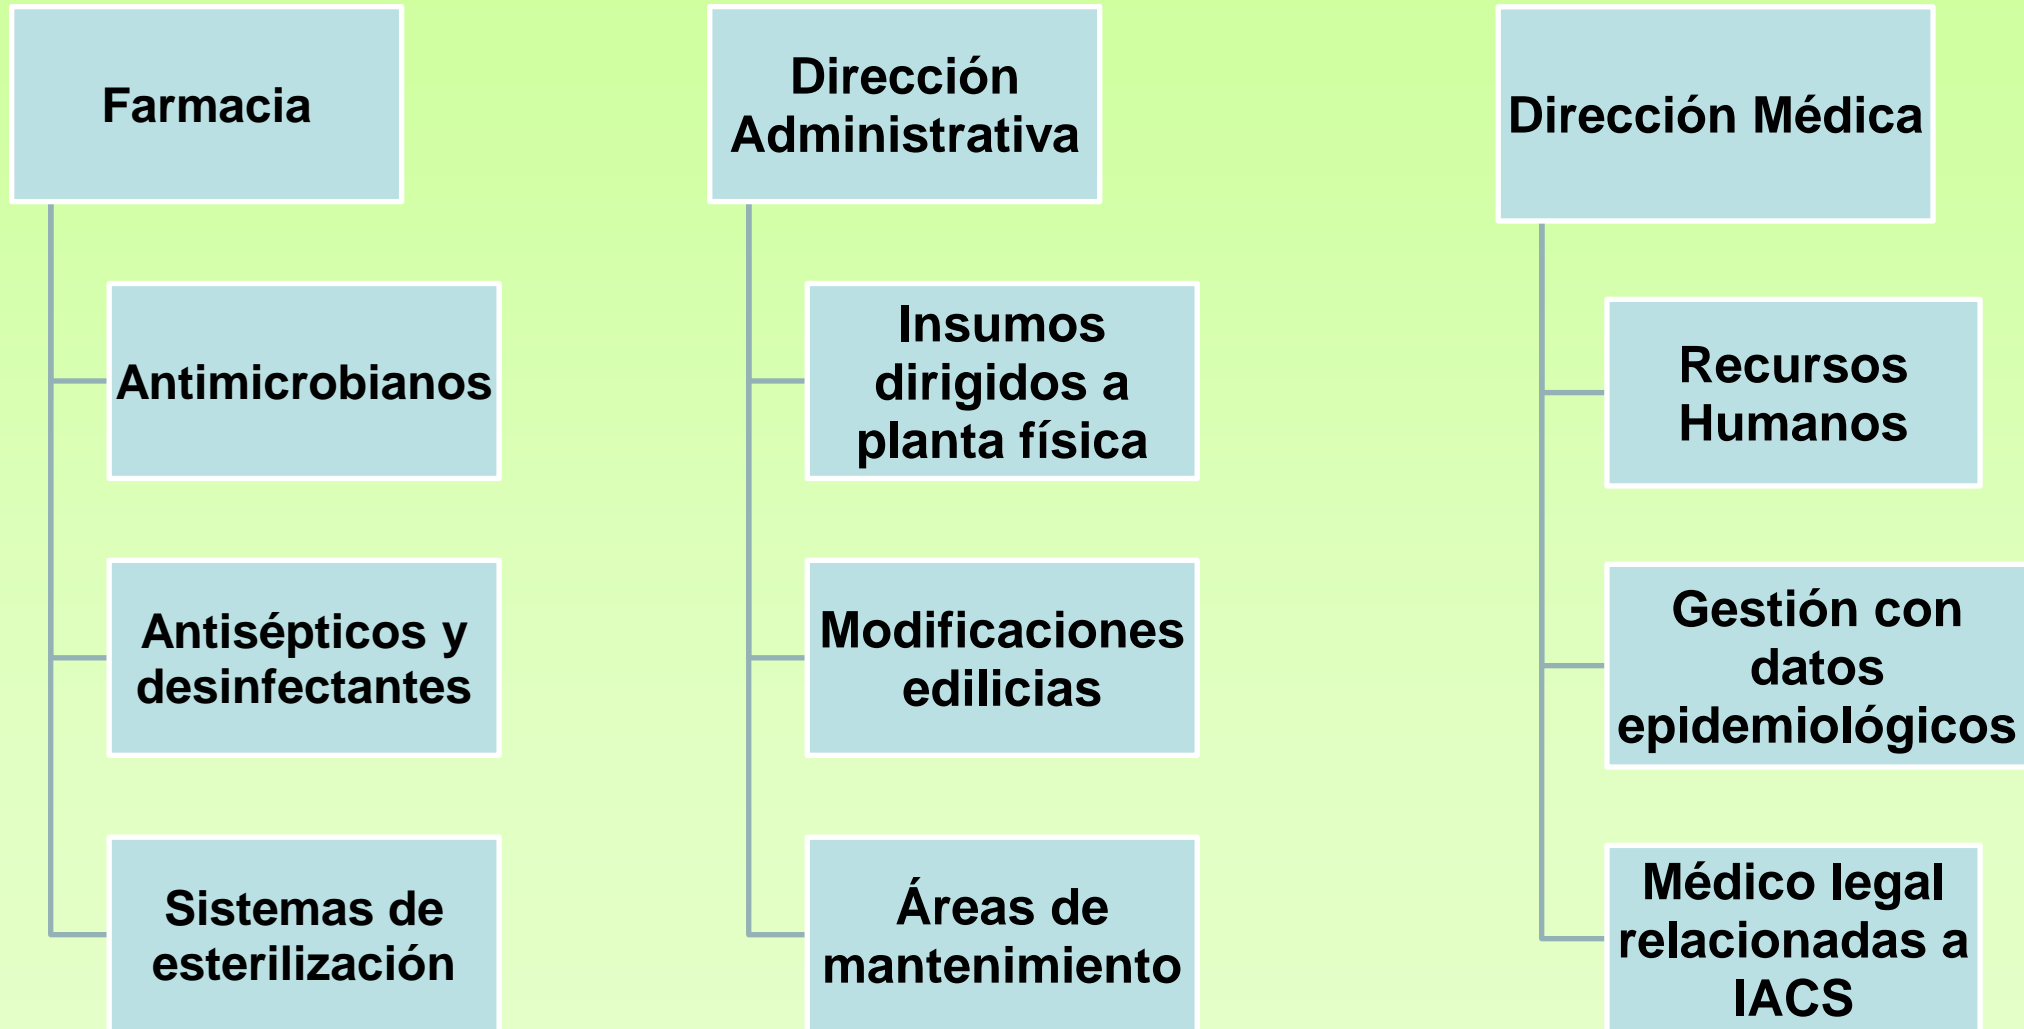 Farmacia
Antimicrobianos
Antisépticos y
desinfectantes
Sistemas de
esterilización
Dirección
Administrativa
Insumos
dirigidos a
planta física
Modificaciones
edilicias
Áreas de
mantenimiento
Dirección Médica
Recursos
Humanos
Gestión con
datos
epidemiológicos
Médico legal
relacionadas a
IACS